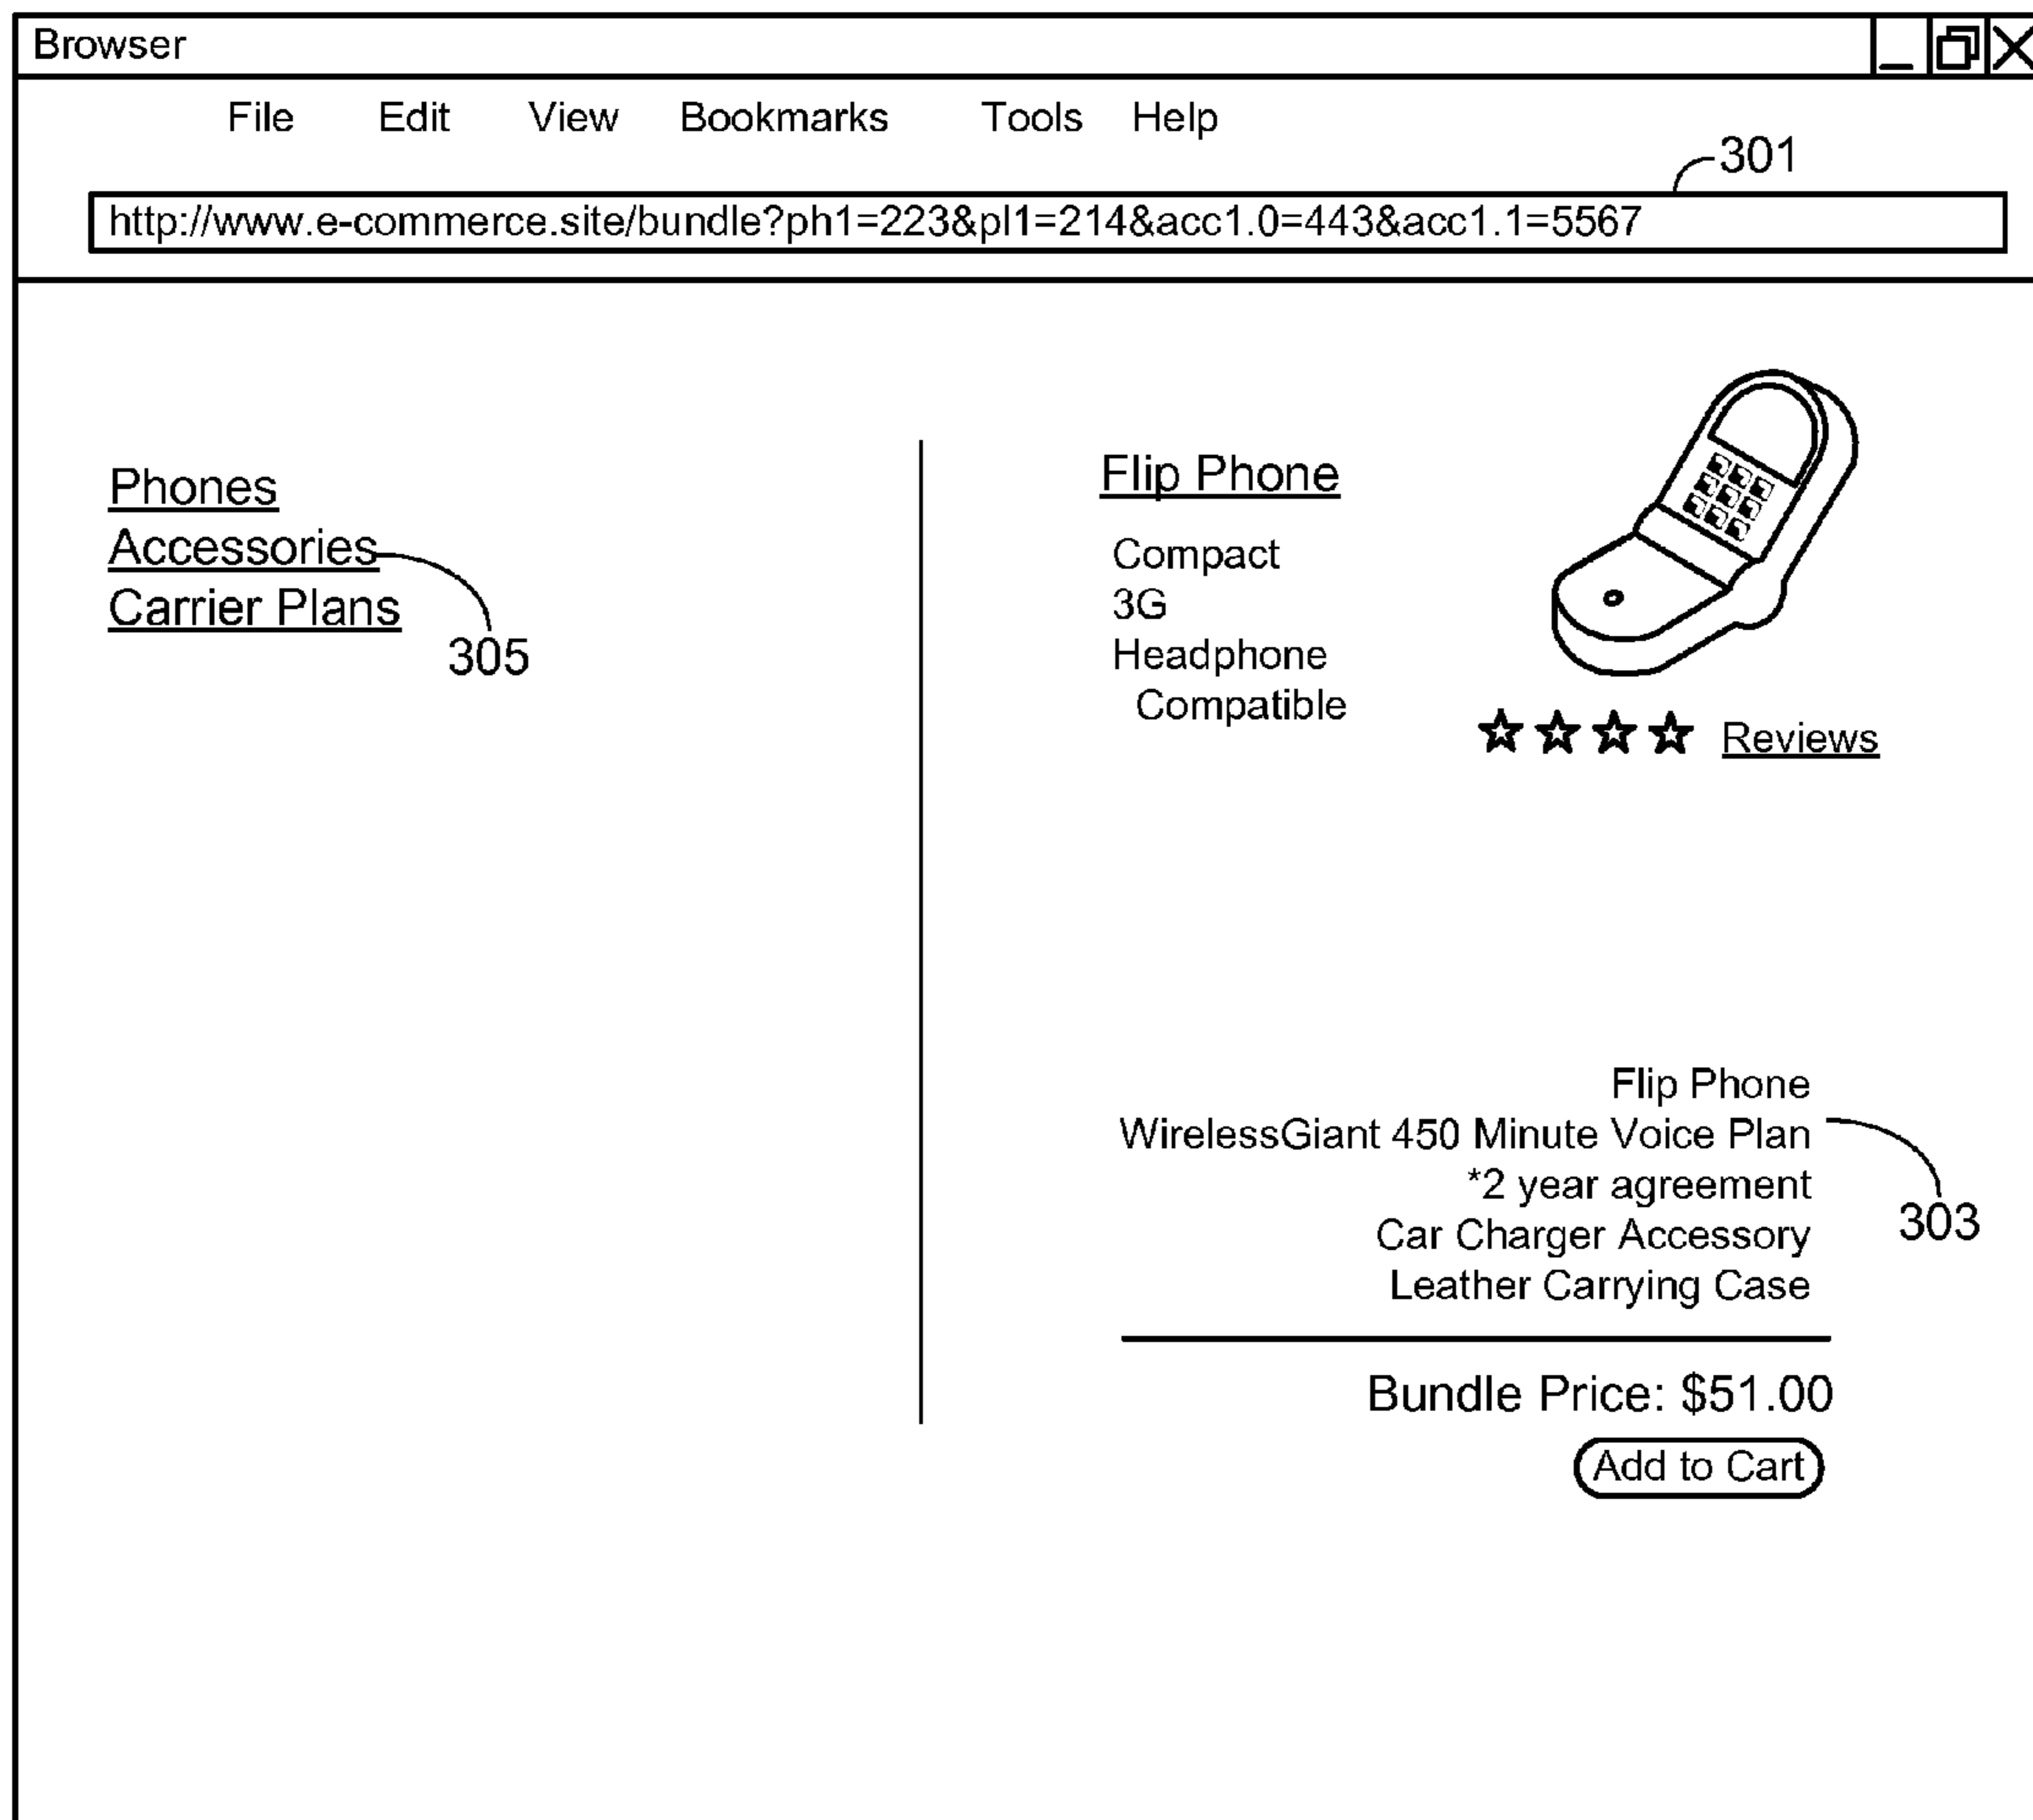 Browser
File Edit View Bookmarks Tools Help
301
http://www.e-commerce.site/bundle?ph1=223&pl1=214&acc1.0=443&acc1.1=5567
Phones
Accessories
Carrier Plans
305
Flip Phone
Compact
3G
Headphone
Compatible
Reviews
Flip Phone
WirelessGiant 450 Minute Voice Plan
*2 year agreement
Car Charger Accessory
Leather Carrying Case
303
Bundle Price: $51.00
Add to Cart